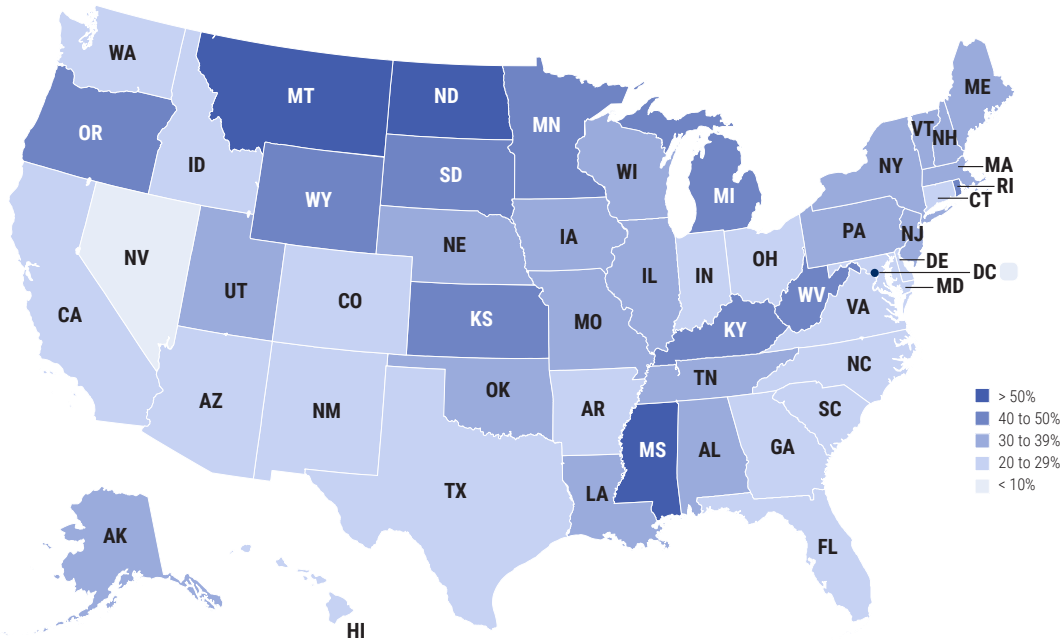 WA
MT
ND
MN
ME
OR
ID
WY
SD
WI
MI
VT
NH
NY
MA
RI
CT
NV
UT
CO
NE
IA
IL
IN
OH
PA
NJ
DE
DC
MD
CA
KS
MO
KY
WV
VA
AZ
NM
OK
AR
TN
NC
SC
TX
LA
MS
AL
GA
FL
AK
HI
> 50%
40 to 50%
30 to 39%
20 to 29%
< 10%